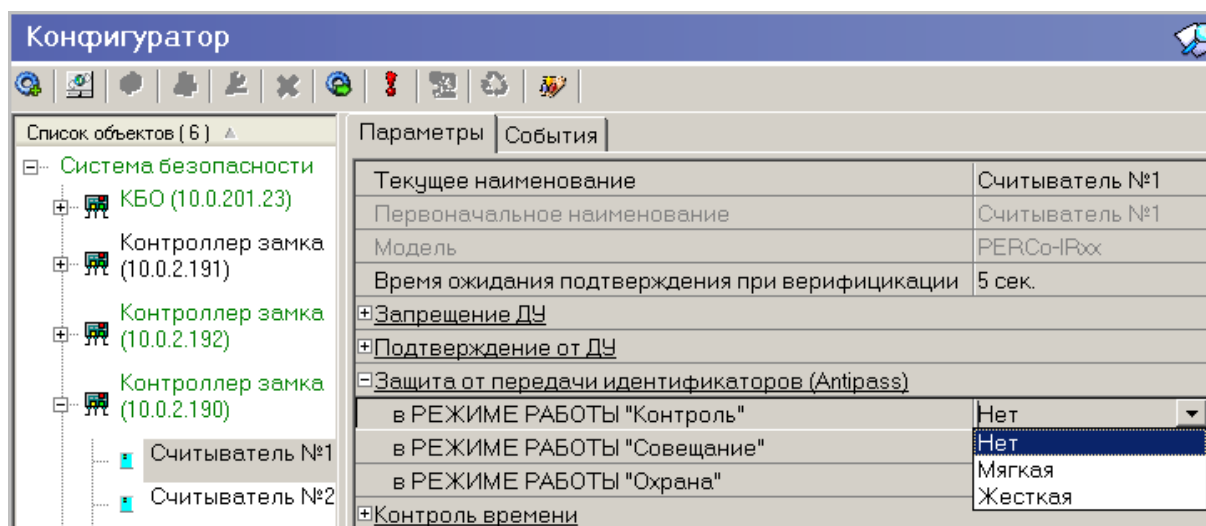 Конфигуратор
Список объектов ( 6 )
Система безопасности
КБО (10.0.201.23)
Контроллер замка
(10.0.2.191)
Контроллер замка
(10.0.2.192)
Контроллер замка
(10.0.2.190)
Считыватель №1
Считыватель №2
Параметры События
Текущее наименование Считыватель №1
Первоначальное наименование Считыватель №1
Модель PERCo-IRxx
Время ожидания подтверждения при верифицикации 5 сек.
Запрещение ДУ
Подтверждение от ДУ
Защита от передачи идентификаторов (Antipass)
в РЕЖИМЕ РАБОТЫ "Контроль" Нет
в РЕЖИМЕ РАБОТЫ "Совещание" Нет
Мягкая
в РЕЖИМЕ РАБОТЫ "Охрана" Жесткая
Контроль времени